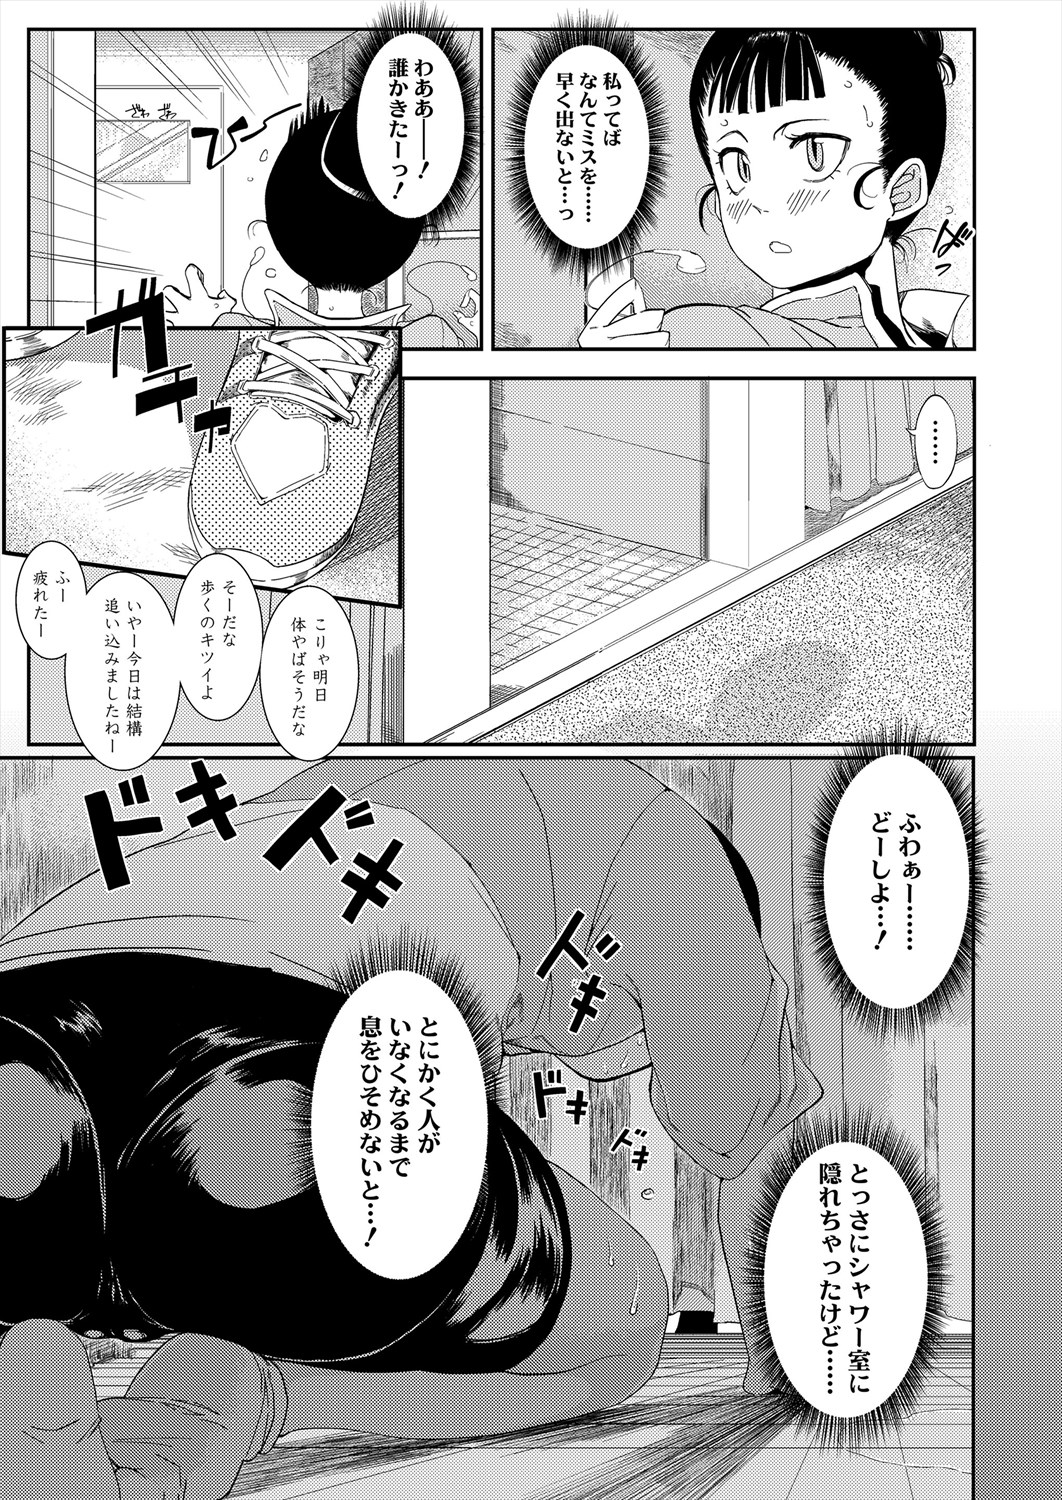 私ってば
なんてミスを……
早く出ないと…っ
ばっ
わああー！
誰かきたーっ！
ざわ
ざわ
ひっ
……
ガ
チャ
ッ
こりゃ明日
体やばそうだな
そーだな
歩くのキツイよ
いやー今日は結構
追い込みましたねー
ふー
疲れたー
ふわぁー……
どーしよ…！
ドキ
ドキ
ドキ
ドキ
ドキ
とにかく人が
いなくなるまで
息をひそめないと…！
とっさにシャワー室に
隠れちゃったけど……